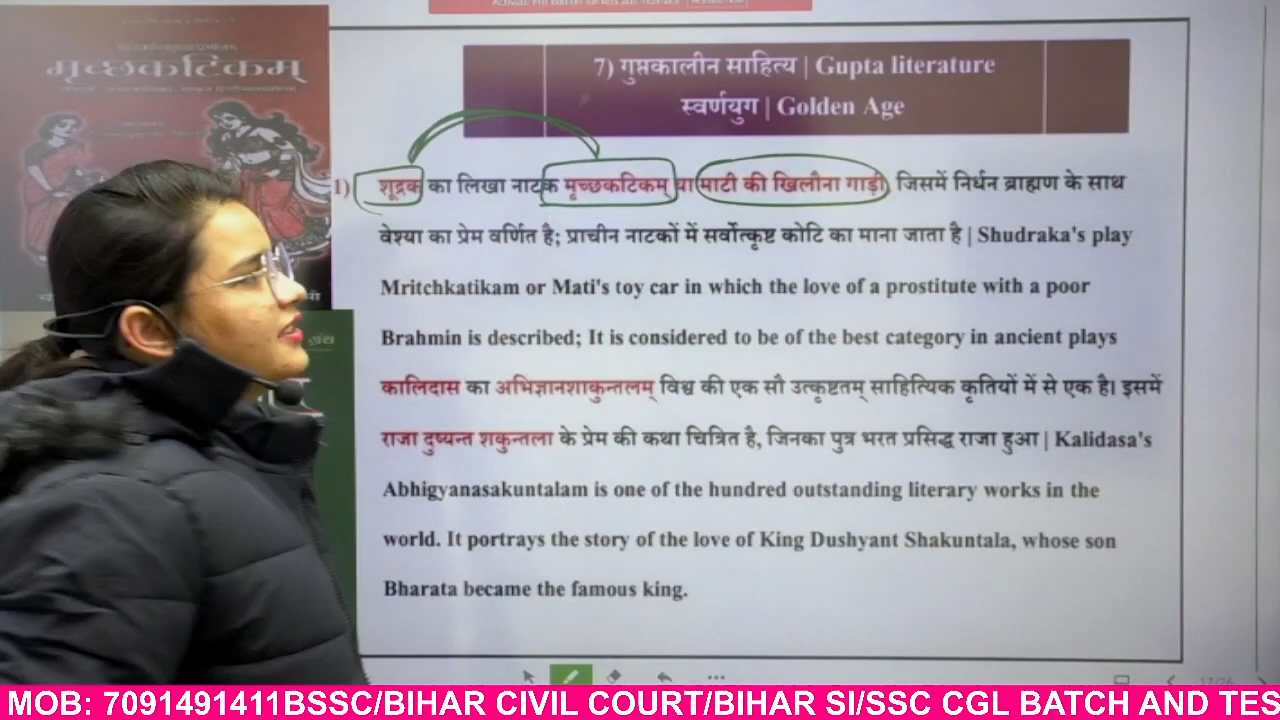 मृच्छकटिकम्
7) गुप्तकालीन साहित्य | Gupta literature
स्वर्णयुग | Golden Age
1) शूद्रक का लिखा नाटक मृच्छकटिकम् या माटी की खिलौना गाड़ी जिसमें निर्धन ब्राह्मण के साथ
वेश्या का प्रेम वर्णित है; प्राचीन नाटकों में सर्वोत्कृष्ट कोटि का माना जाता है | Shudraka's play
Mritchkatikam or Mati's toy car in which the love of a prostitute with a poor
Brahmin is described; It is considered to be of the best category in ancient plays
कालिदास का अभिज्ञानशाकुन्तलम् विश्व की एक सौ उत्कृष्टतम् साहित्यिक कृतियों में से एक है। इसमें
राजा दुष्यन्त शकुन्तला के प्रेम की कथा चित्रित है, जिनका पुत्र भरत प्रसिद्ध राजा हुआ | Kalidasa's
Abhigyanasakuntalam is one of the hundred outstanding literary works in the
world. It portrays the story of the love of King Dushyant Shakuntala, whose son
Bharata became the famous king.
17/26
MOB: 7091491411BSSC/BIHAR CIVIL COURT/BIHAR SI/SSC CGL BATCH AND TES